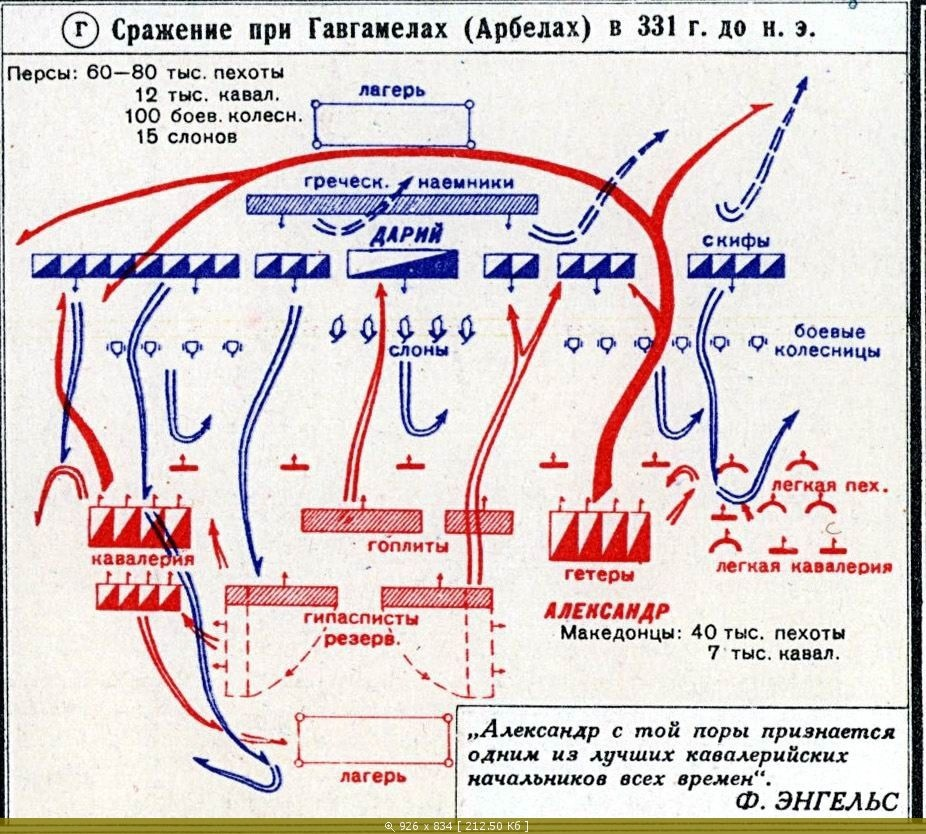 г Сражение при Гавгамелах (Арбелах) в 331 г. до н. э.
Персы: 60—80 тыс. пехоты
12 тыс. кавал.
100 боев. колесн.
15 слонов
лагерь
греческ. наемники
ДАРИЙ
скифы
слоны
боевые
колесницы
легкая пех.
гоплиты
кавалерия
гетеры
легкая кавалерия
гипасписты
резерв.
АЛЕКСАНДР
Македонцы: 40 тыс. пехоты
7 тыс. кавал.
лагерь
„Александр с той поры признается
одним из лучших кавалерийских
начальников всех времен“.
Ф. ЭНГЕЛЬС
926 x 834 [ 212.50 Кб ]